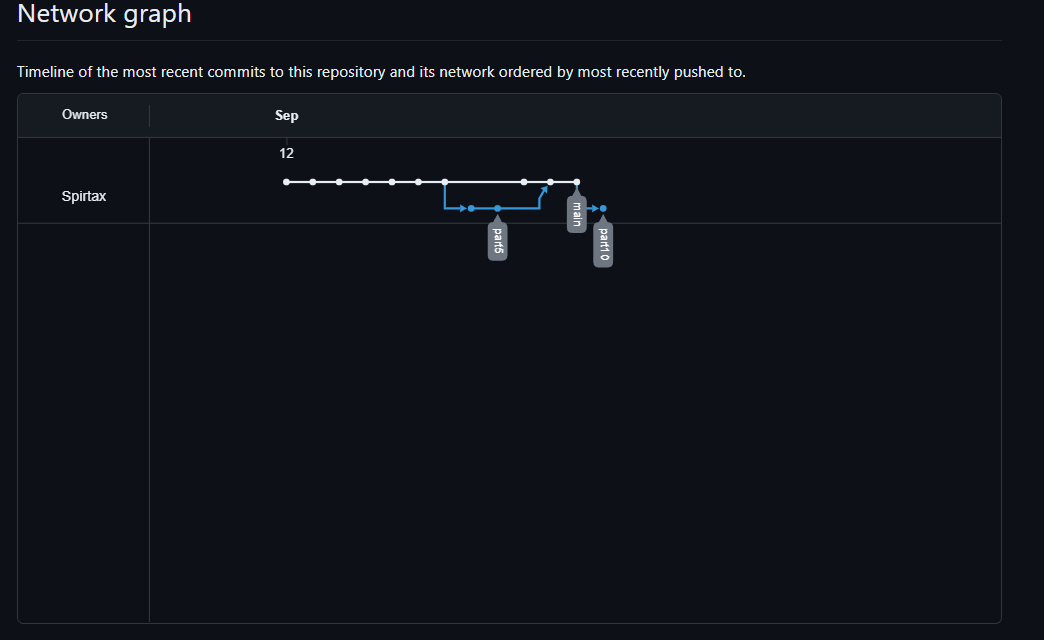 Network graph
Timeline of the most recent commits to this repository and its network ordered by most recently pushed to.
Owners
Sep
12
Spirtax
main
part5
part10